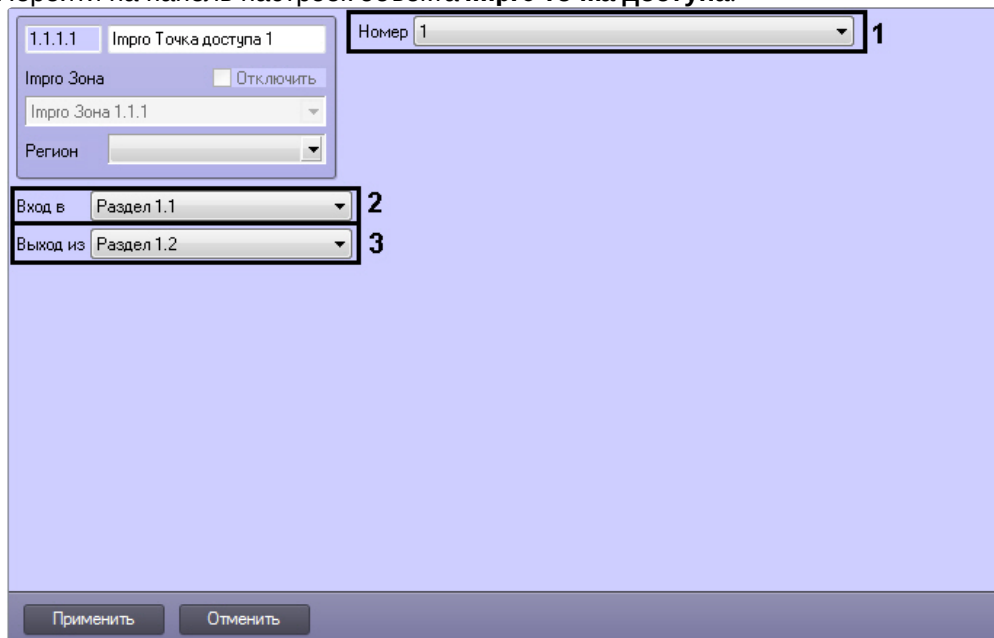 Перейти на панель настроек объекта Impro Точка доступа.
1.1.1.1 Impro Точка доступа 1
Номер 1 1
Impro Зона Отключить
Impro Зона 1.1.1
Регион
Вход в Раздел 1.1 2
Выход из Раздел 1.2 3
Применить Отменить